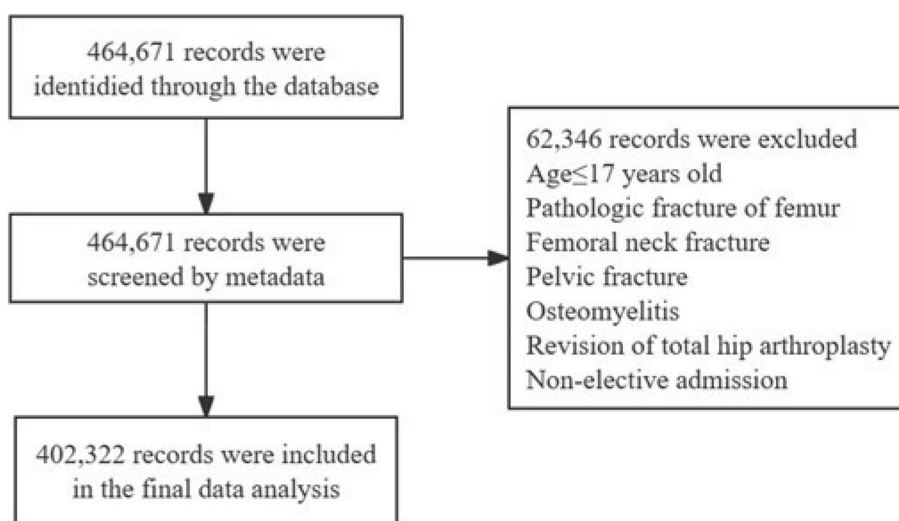 464,671 records were
identidied through the database
464,671 records were
screened by metadata
62,346 records were excluded
Age≤17 years old
Pathologic fracture of femur
Femoral neck fracture
Pelvic fracture
Osteomyelitis
Revision of total hip arthroplasty
Non-elective admission
402,322 records were included
in the final data analysis